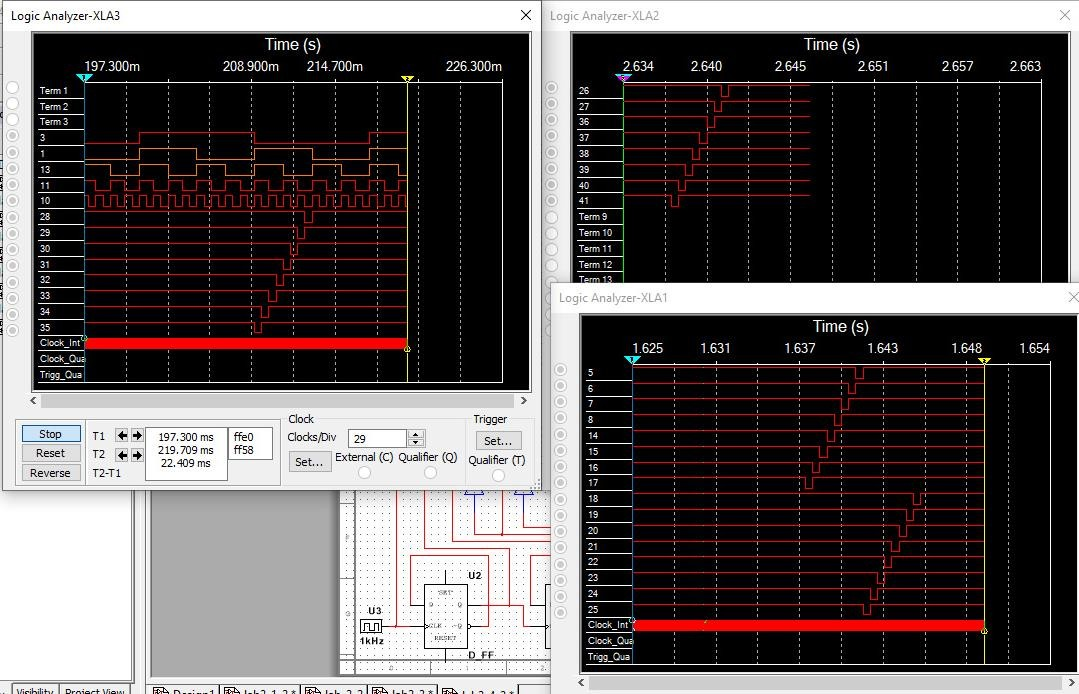 Logic Analyzer-XLA3
Time (s)
197.300m 208.900m 214.700m 226.300m
Term 1
Term 2
Term 3
3
1
13
11
10
28
29
30
31
32
33
34
35
Clock_Int
Clock_Qua
Trigg_Qua
Stop
Reset
Reverse
T1
T2
T2-T1
197.300 ms
219.709 ms
22.409 ms
ffe0
ff58
Clock
Clocks/Div 29
Set...
External (C) Qualifier (Q)
Trigger
Set...
Qualifier (T)
Logic Analyzer-XLA2
Time (s)
2.634 2.640 2.645 2.651 2.657 2.663
26
27
36
37
38
39
40
41
Term 9
Term 10
Term 11
Term 12
Term 13
Logic Analyzer-XLA1
Time (s)
1.625 1.631 1.637 1.643 1.648 1.654
5
6
7
8
14
15
16
17
18
19
20
21
22
23
24
25
Clock_Int
Clock_Qua
Trigg_Qua
U2
SET
CLK
RESET
D_FF
U3
1kHz
Visibility
Project View
Design1